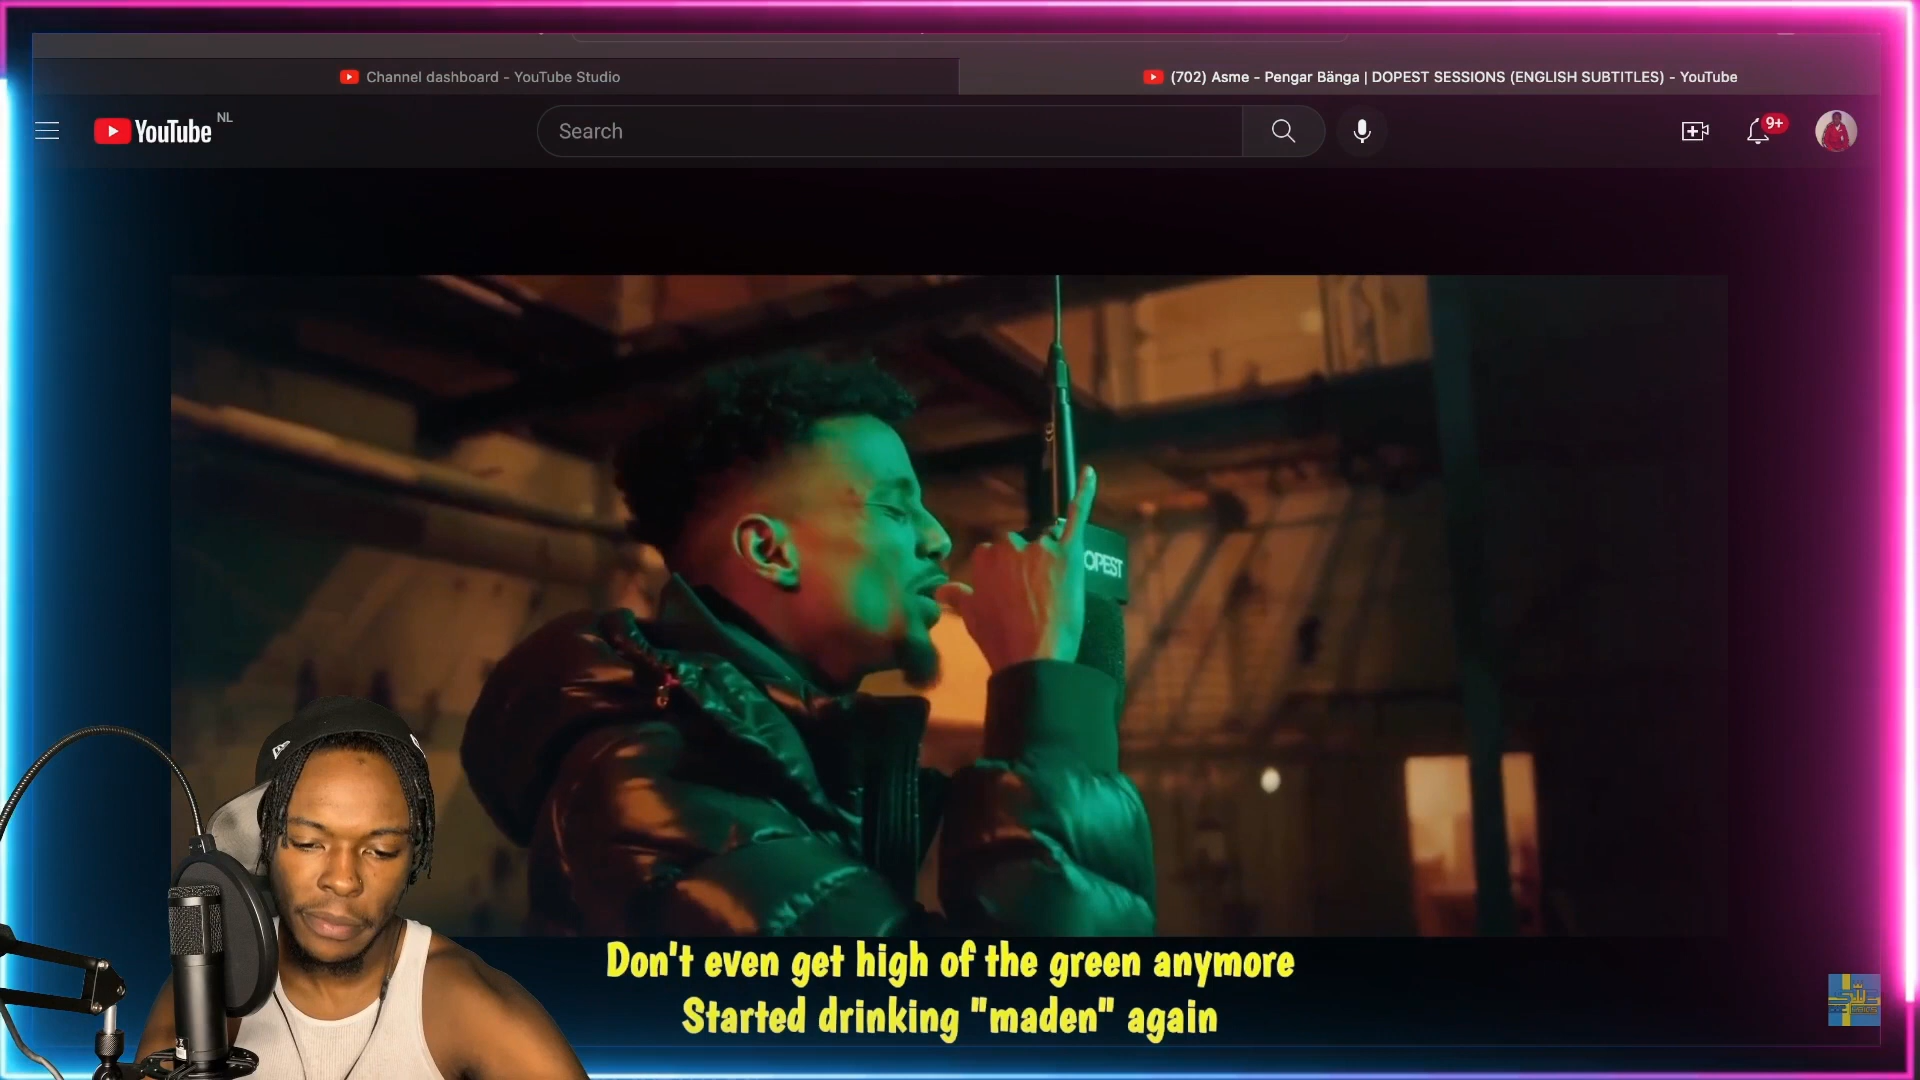 Channel dashboard - YouTube Studio
(702) Asme - Pengar Bänga | DOPEST SESSIONS (ENGLISH SUBTITLES) - YouTube
YouTube NL
Search
9+
OPEST
Don't even get high of the green anymore
Started drinking "maden" again